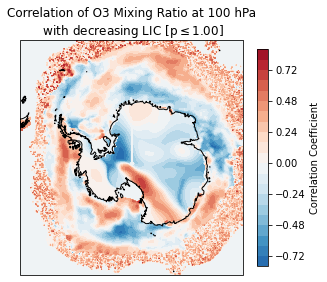 Correlation of O3 Mixing Ratio at 100 hPa
with decreasing LIC [p ≤ 1.00]
0.72
0.48
0.24
0.00
−0.24
−0.48
−0.72
Correlation Coefficient